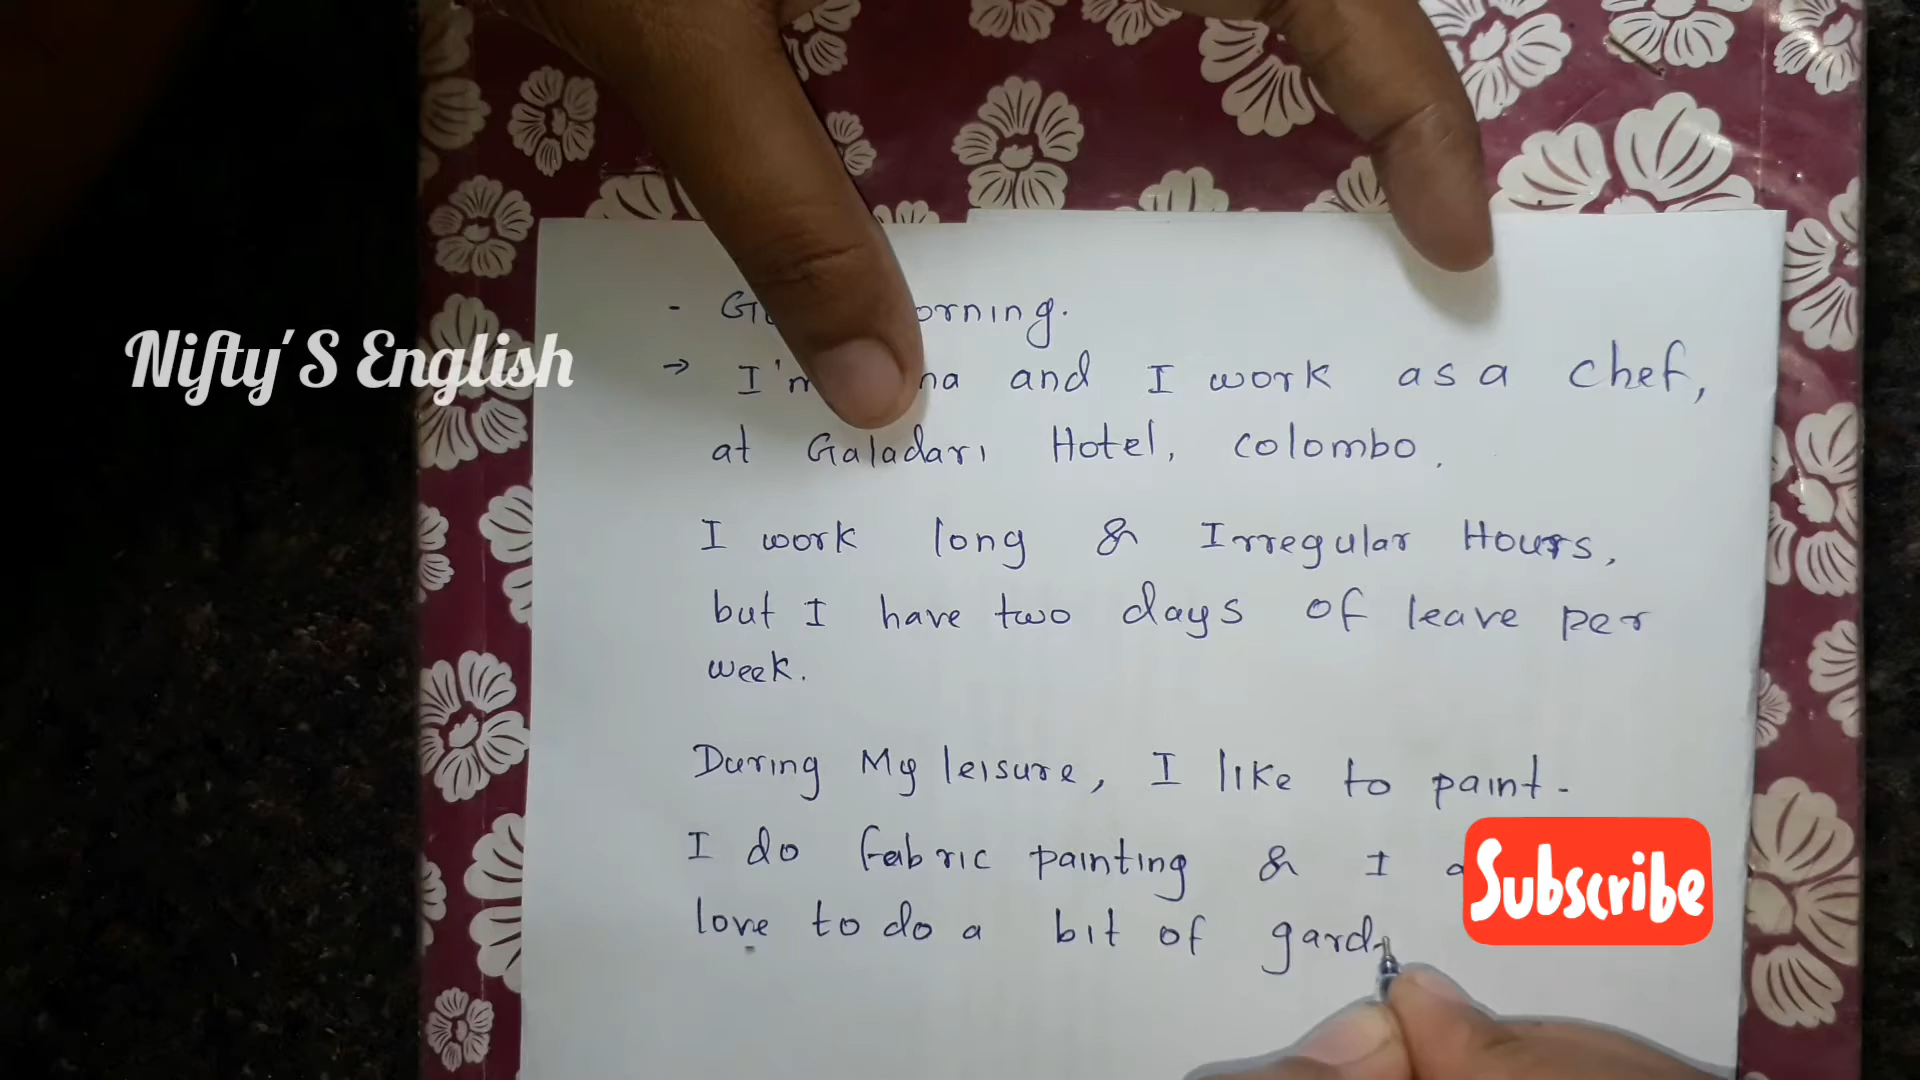 Nifty'S English
- orning.
→ and I work as a chef,
at Galadari Hotel, Colombo.
I work long & Irregular Hours,
but I have two days of leave per
week.
During My leisure, I like to paint.
I do fabric painting & I
love to do a bit of gard
Subscribe